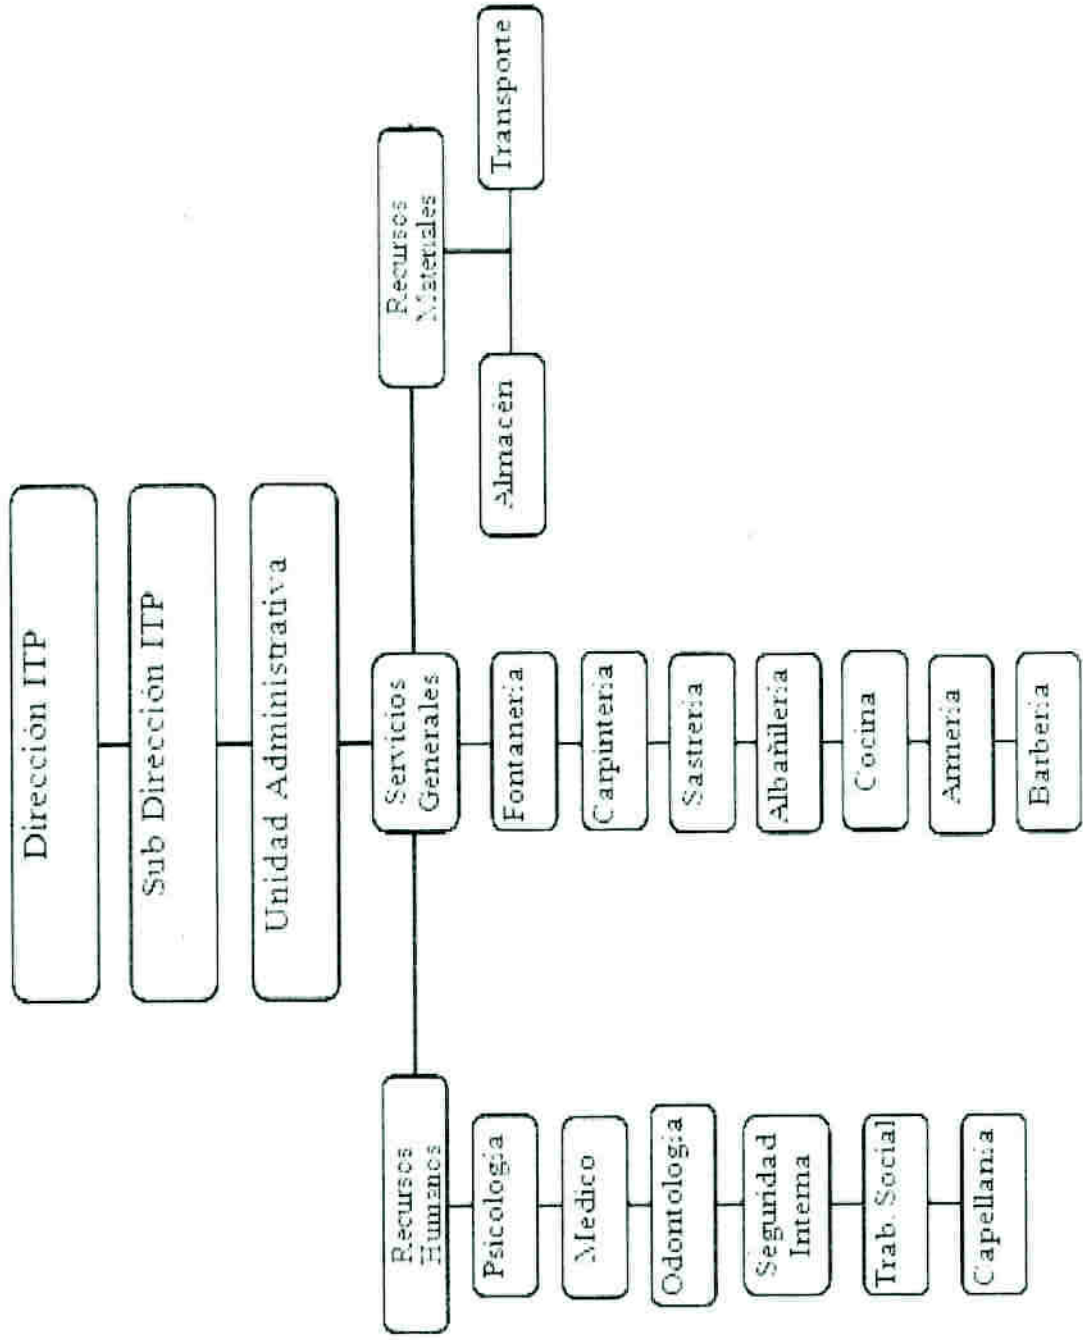 Dirección ITP
Sub Dirección ITP
Unidad Administrativa
Recursos
Humanos
Servicios
Generales
Recursos
Materiales
Psicología
Medico
Odontología
Seguridad
Interna
Trab. Social
Capellanía
Fontanería
Carpintería
Sastrería
Albañilería
Cocina
Armería
Barbería
Almacén
Transporte